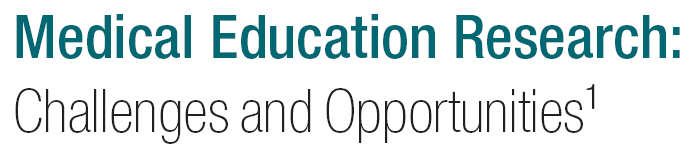 Medical Education Research:
Challenges and Opportunities¹